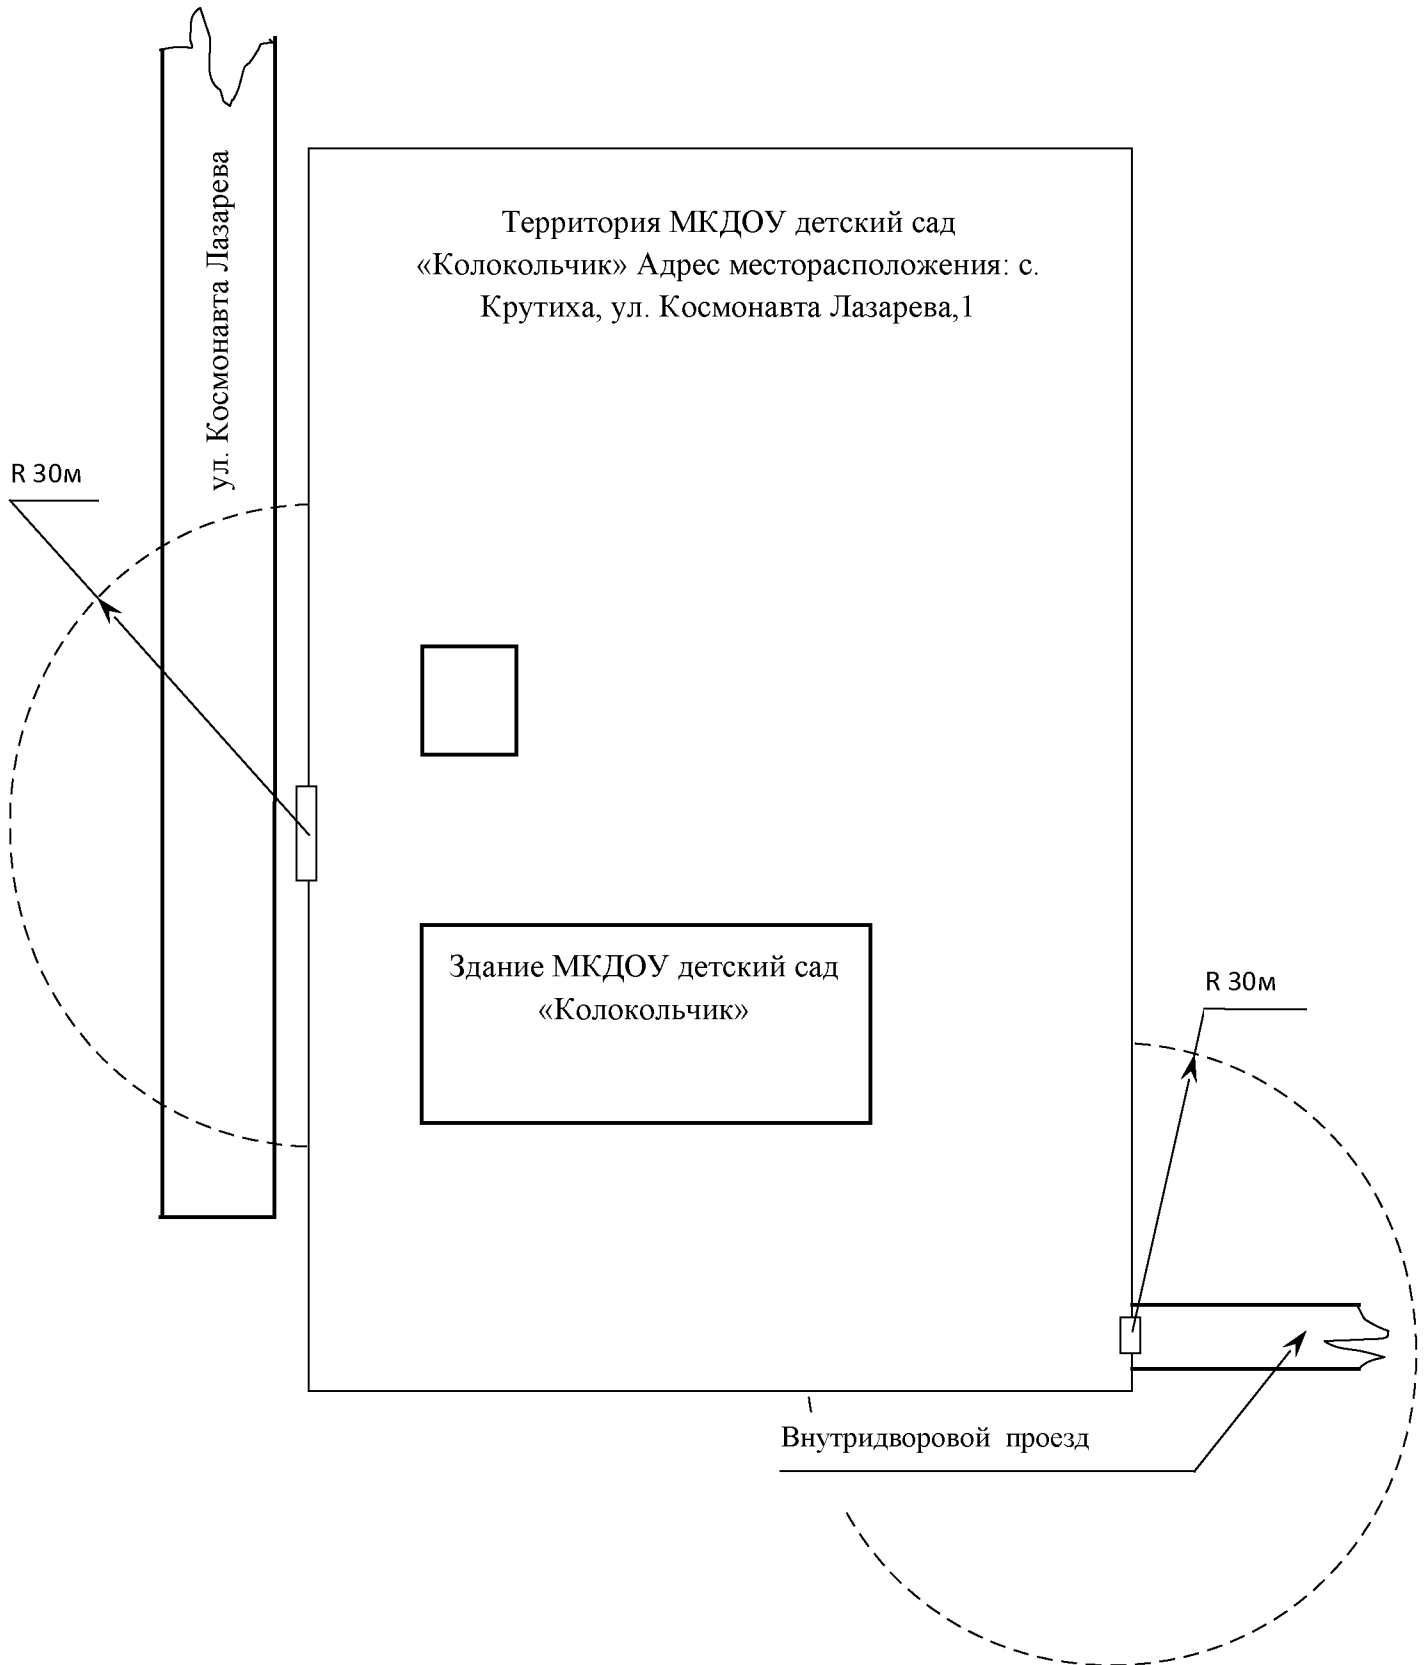 ул. Космонавта Лазарева
Территория МКДОУ детский сад
«Колокольчик» Адрес месторасположения: с.
Крутиха, ул. Космонавта Лазарева,1
R 30м
Здание МКДОУ детский сад
«Колокольчик»
R 30м
Внутридворовой проезд